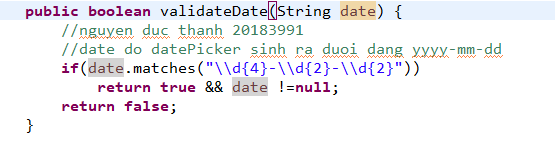 public boolean validateDate(String date) {
//nguyen duc thanh 20183991
//date do datePicker sinh ra duoi dang yyyy-mm-dd
if(date.matches("\\d{4}-\\d{2}-\\d{2}"))
return true && date !=null;
return false;
}